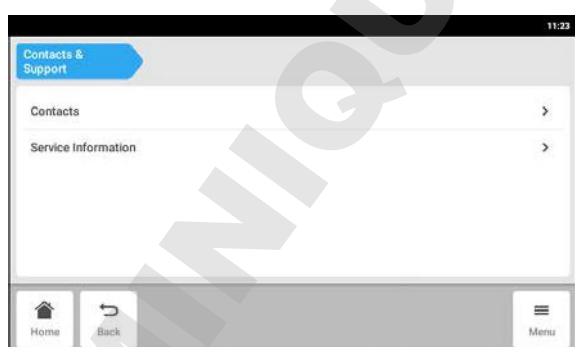 11:23
Contacts &
Support
Contacts
Service Information
Home
Back
Menu